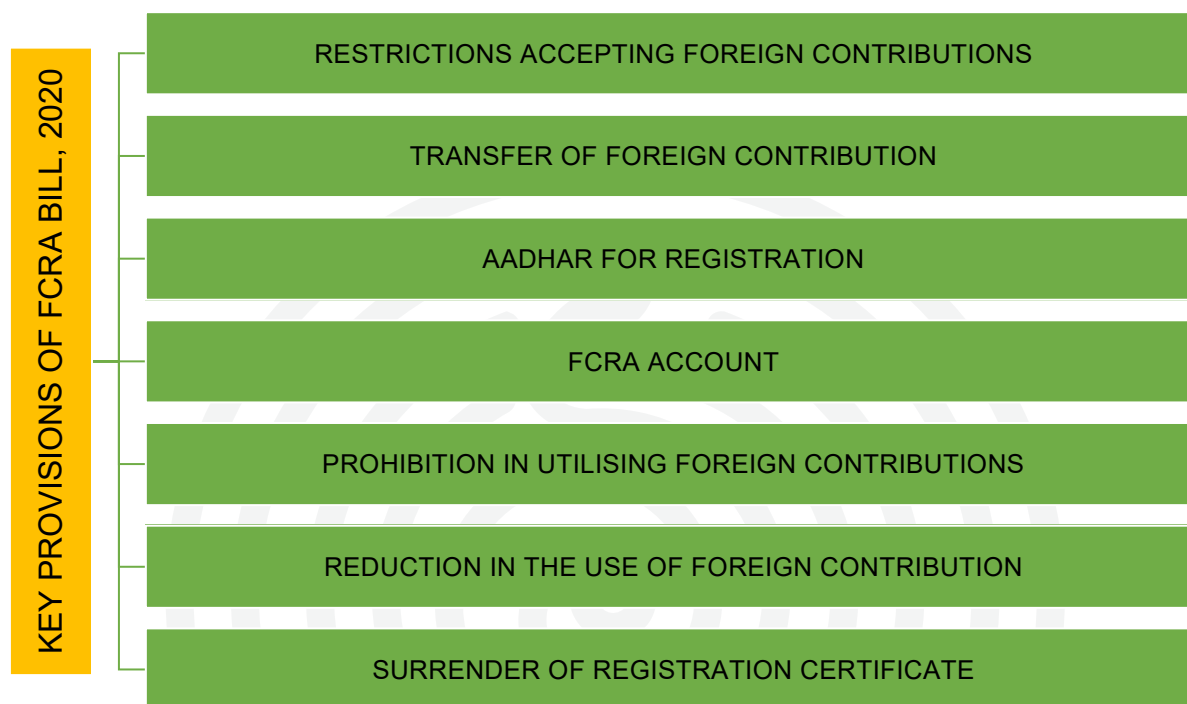 KEY PROVISIONS OF FCRA BILL, 2020
RESTRICTIONS ACCEPTING FOREIGN CONTRIBUTIONS
TRANSFER OF FOREIGN CONTRIBUTION
AADHAR FOR REGISTRATION
FCRA ACCOUNT
PROHIBITION IN UTILISING FOREIGN CONTRIBUTIONS
REDUCTION IN THE USE OF FOREIGN CONTRIBUTION
SURRENDER OF REGISTRATION CERTIFICATE